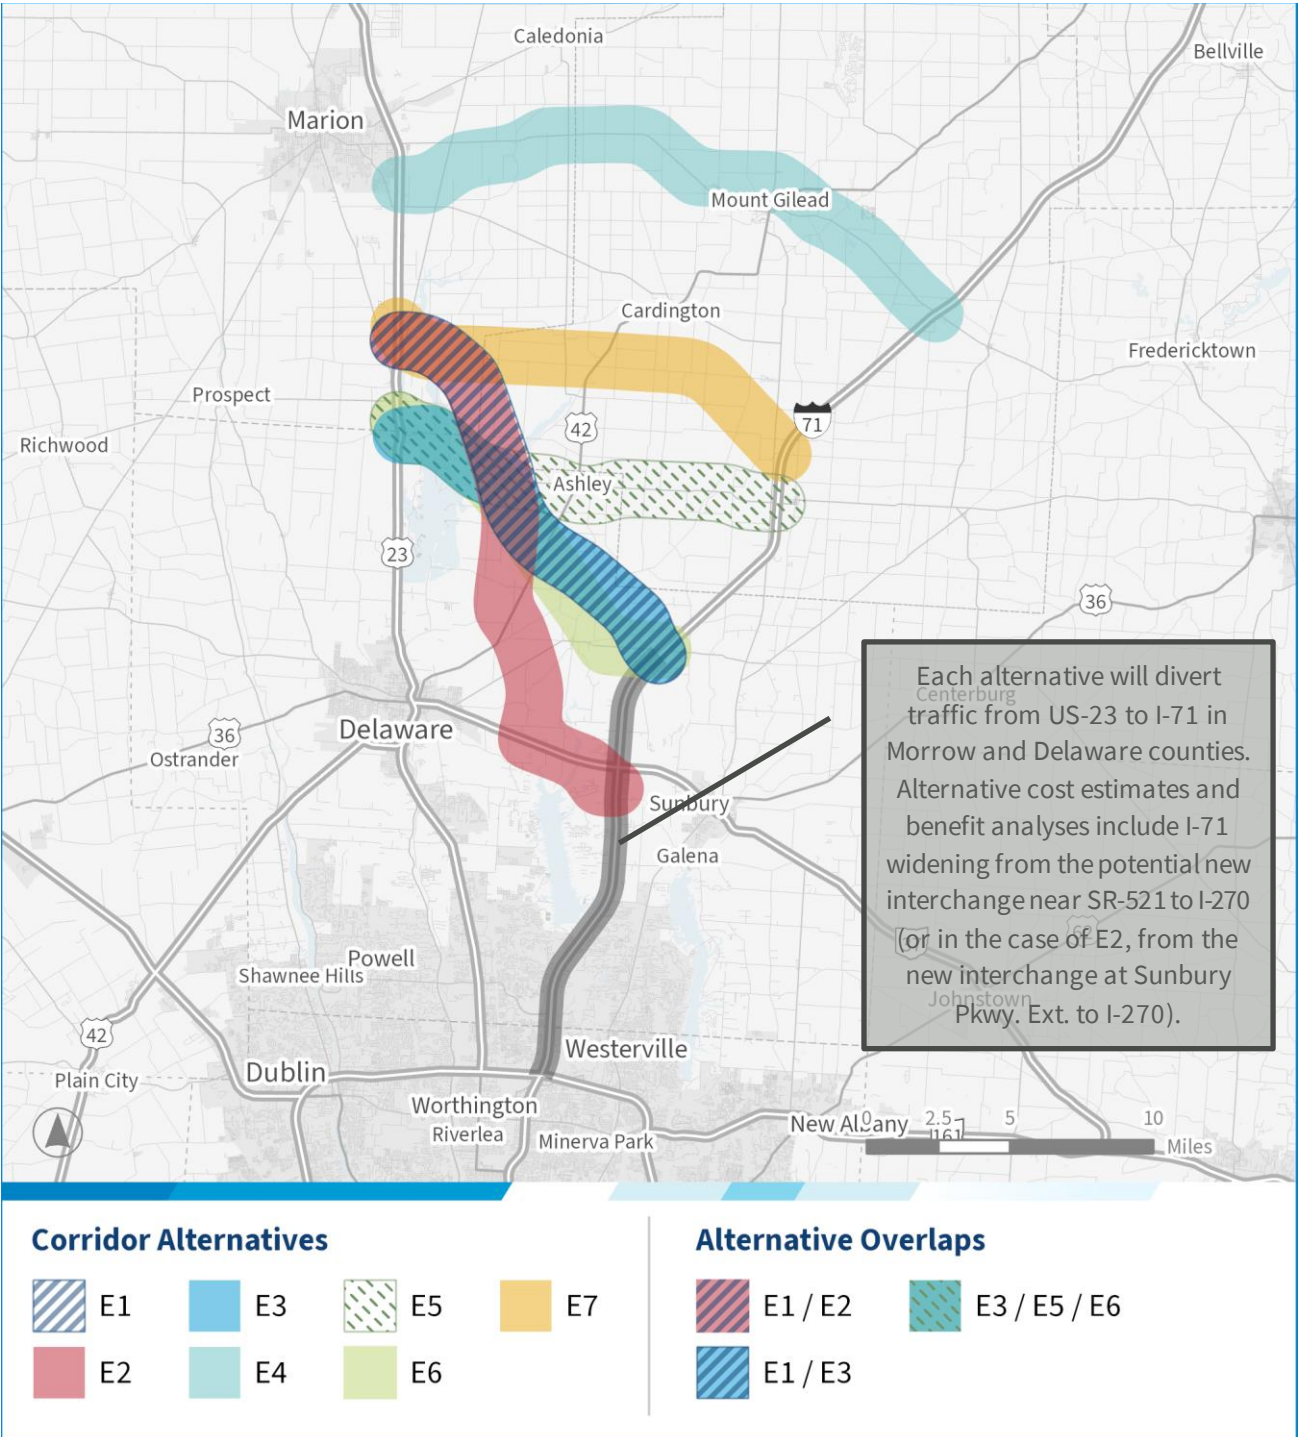 Caledonia
Bellville
Marion
Mount Gilead
Cardington
Fredericktown
Prospect
71
42
Richwood
Ashley
23
36
Each alternative will divert
Centerburg
traffic from US-23 to I-71 in
Morrow and Delaware counties.
Alternative cost estimates and
benefit analyses include I-71
widening from the potential new
interchange near SR-521 to I-270
(or in the case of E2, from the
new interchange at Sunbury
Johnstown
Pkwy. Ext. to I-270).
62
Delaware
36
Ostrander
Sunbury
Galena
Powell
Shawnee Hills
42
Westerville
Dublin
Plain City
Worthington
Riverlea
Minerva Park
New Albany
161
0 2.5 5 10
Miles
Corridor Alternatives
E1 E3 E5 E7
E2 E4 E6
Alternative Overlaps
E1 / E2 E3 / E5 / E6
E1 / E3